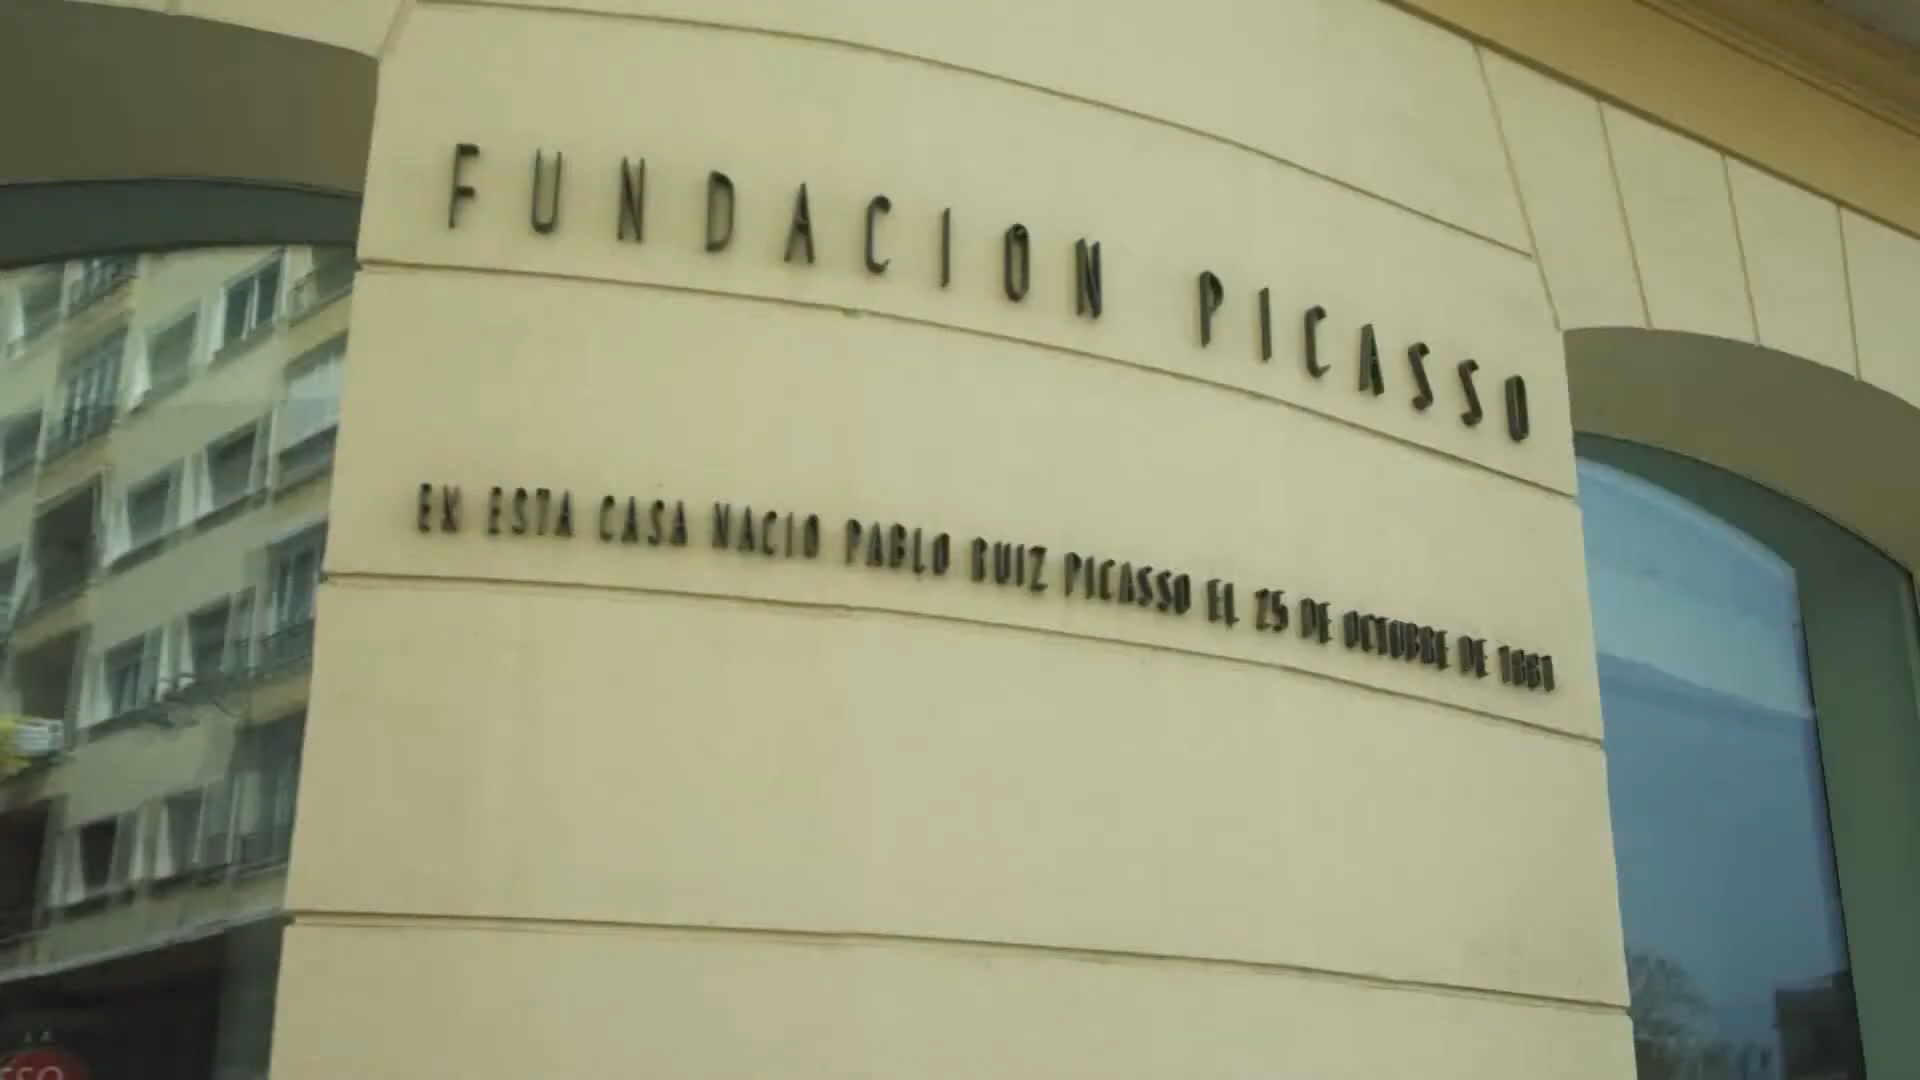 FUNDACION PICASSO
EN ESTA CASA NACIO PABLO RUIZ PICASSO EL 25 DE OCTUBRE DE 1881